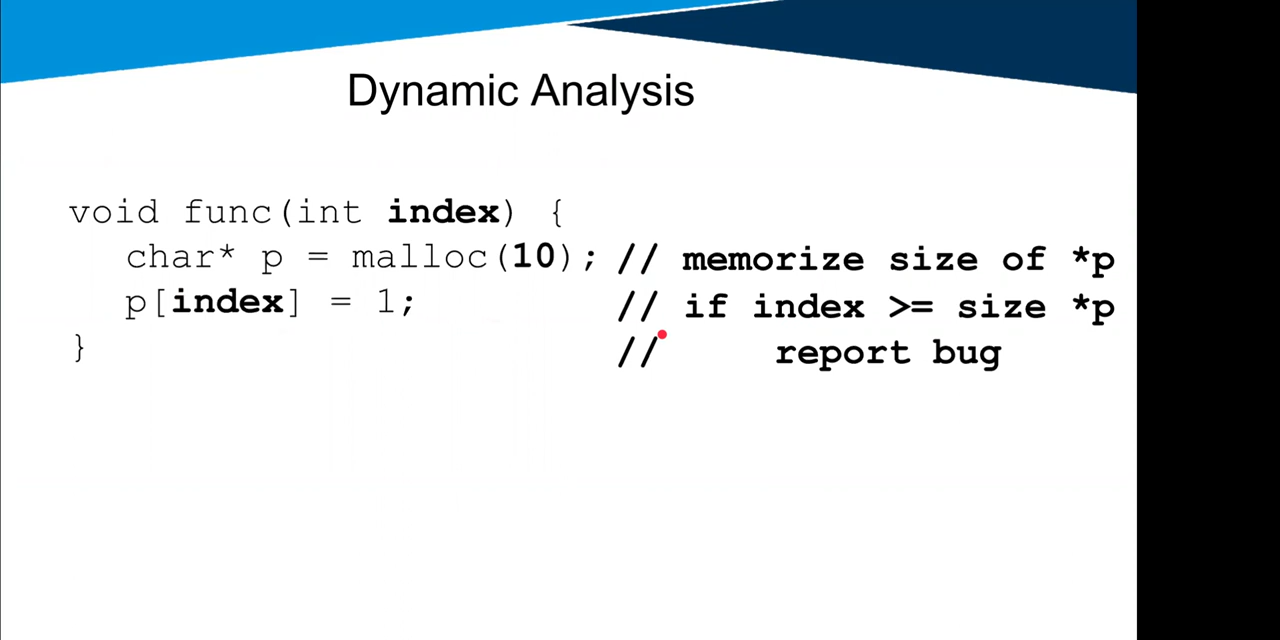 Dynamic Analysis
void func(int index) {
char* p = malloc(10); // memorize size of *p
p[index] = 1; // if index >= size *p
} // report bug